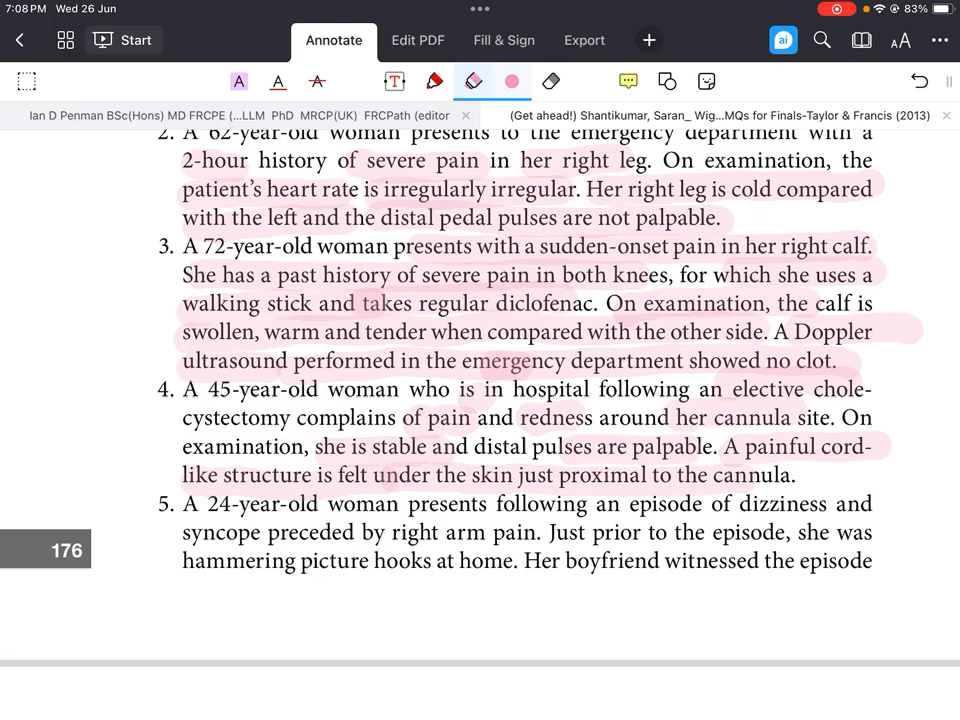 7:08 PM Wed 26 Jun
83%
Start
Annotate
Edit PDF
Fill & Sign
Export
ai
AA
A
A
A
T
Ian D Penman BSc(Hons) MD FRCPE (...LLM PhD MRCP(UK) FRCPath (editor
(Get ahead!) Shantikumar, Saran_ Wig...MQs for Finals-Taylor & Francis (2013)
2. A 62-year-old woman presents to the emergency department with a
2-hour history of severe pain in her right leg. On examination, the
patient's heart rate is irregularly irregular. Her right leg is cold compared
with the left and the distal pedal pulses are not palpable.
3. A 72-year-old woman presents with a sudden-onset pain in her right calf.
She has a past history of severe pain in both knees, for which she uses a
walking stick and takes regular diclofenac. On examination, the calf is
swollen, warm and tender when compared with the other side. A Doppler
ultrasound performed in the emergency department showed no clot.
4. A 45-year-old woman who is in hospital following an elective chole-
cystectomy complains of pain and redness around her cannula site. On
examination, she is stable and distal pulses are palpable. A painful cord-
like structure is felt under the skin just proximal to the cannula.
5. A 24-year-old woman presents following an episode of dizziness and
syncope preceded by right arm pain. Just prior to the episode, she was
176
hammering picture hooks at home. Her boyfriend witnessed the episode